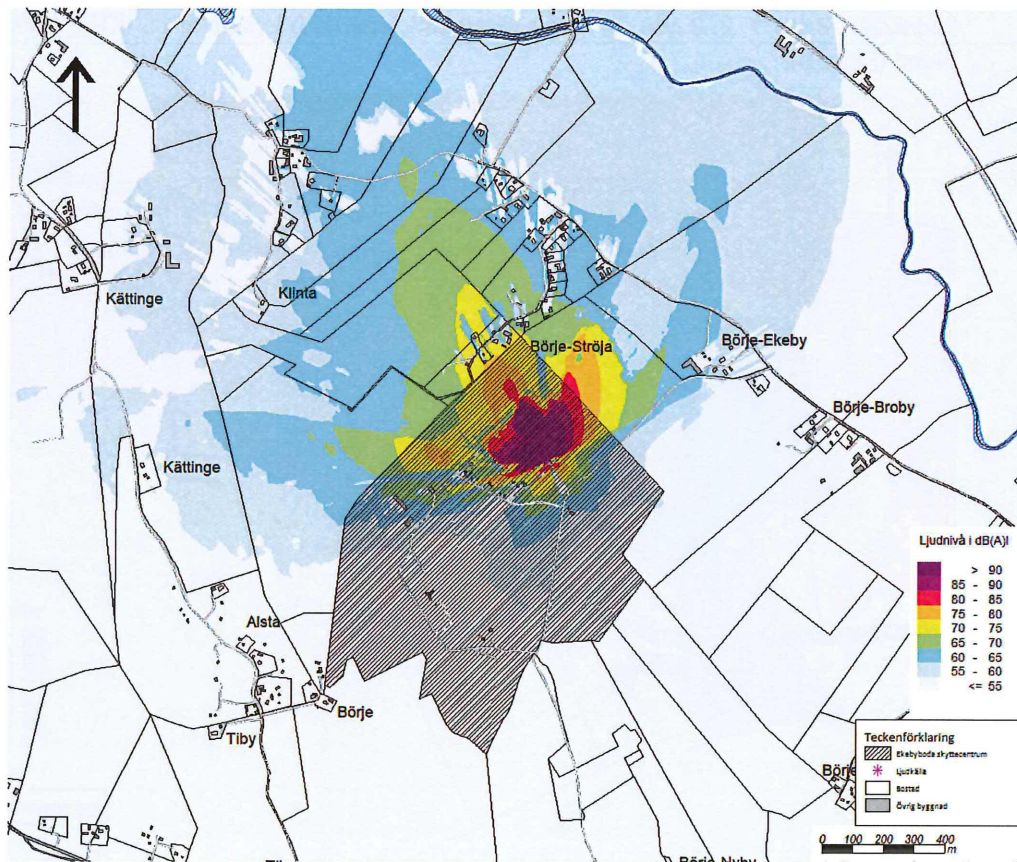 Klinta
Kättinge
Börje-Ströja
Börje-Ekeby
Börje-Broby
Kättinge
Alsta
Börje
Tiby
Ljudnivå i dB(A)I
> 90
85 - 90
80 - 85
75 - 80
70 - 75
65 - 70
60 - 65
55 - 60
<= 55
Teckenförklaring
Ekebyboda skyttecentrum
Ljudkälla
Bostad
Övrig byggnad
Börje
0 100 200 300 400
m
Börje-Nyby